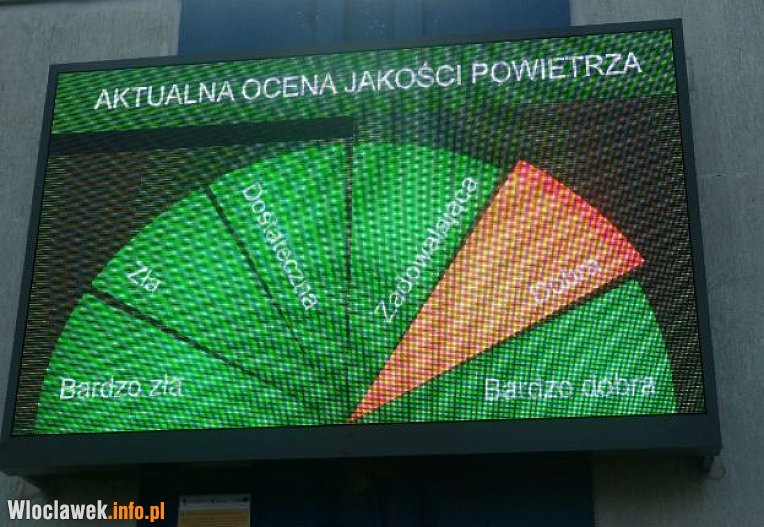 AKTUALNA OCENA JAKOŚCI POWIETRZA
Bardzo zła
Zła
Dostateczna
Zadowalająca
Dobra
Bardzo dobra
Wloclawek.info.pl